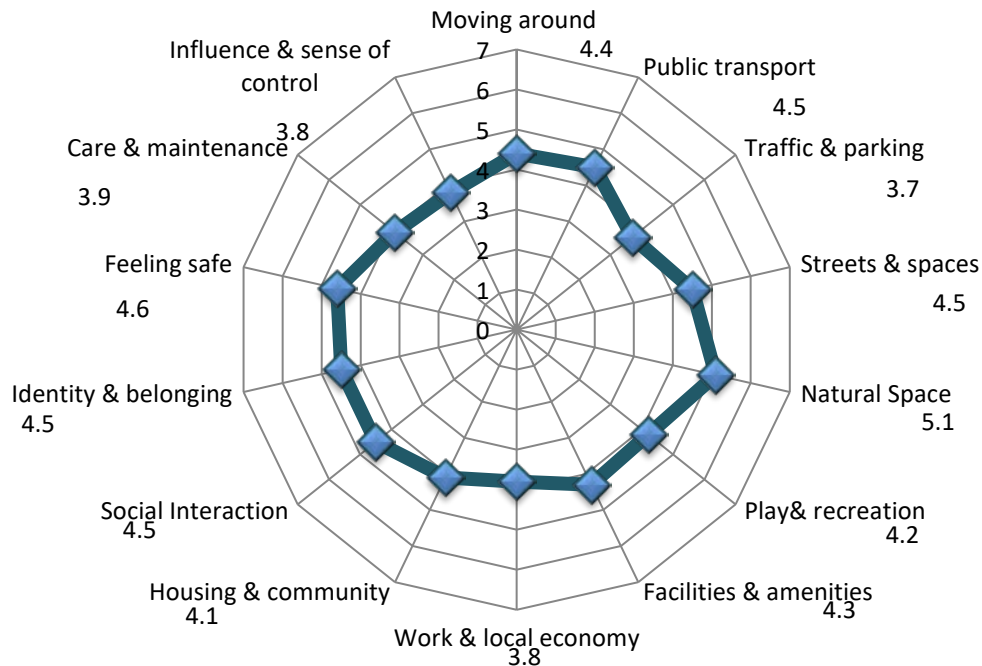 Moving around
4.4
Public transport
4.5
Traffic & parking
3.7
Streets & spaces
4.5
Natural Space
5.1
Play& recreation
4.2
Facilities & amenities
4.3
Work & local economy
3.8
Housing & community
4.1
Social Interaction
4.5
Identity & belonging
4.5
Feeling safe
4.6
Care & maintenance
3.9
Influence & sense of
control
3.8
7
6
5
4
3
2
1
0